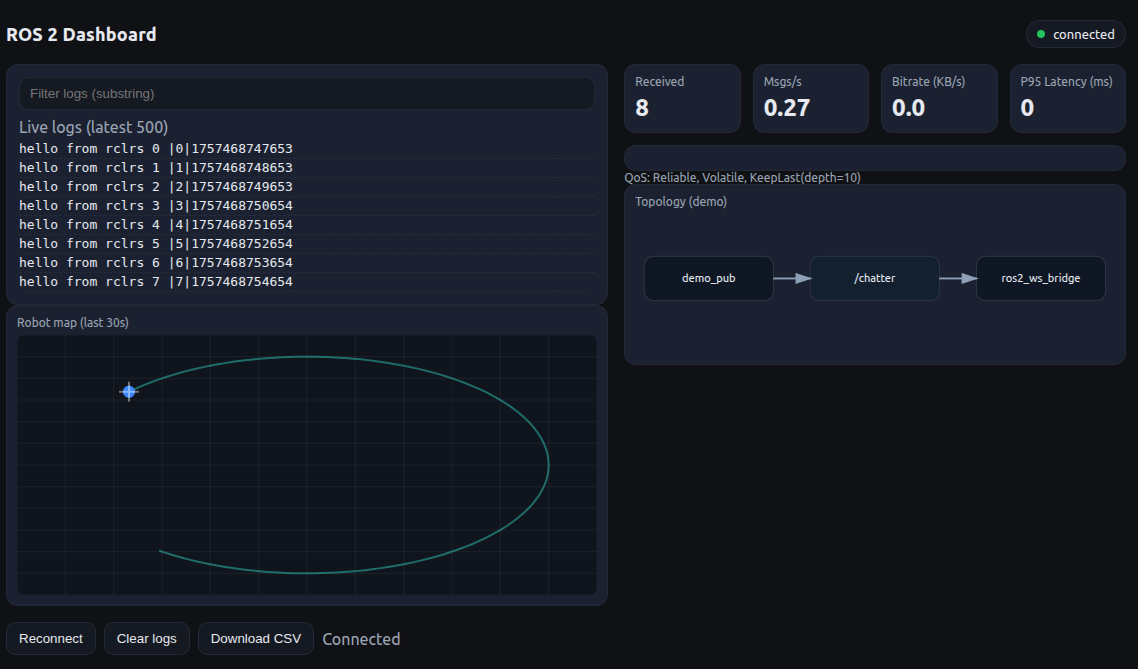 ROS 2 Dashboard
connected
Filter logs (substring)
Live logs (latest 500)
hello from rclrs 0 |0|1757468747653
hello from rclrs 1 |1|1757468748653
hello from rclrs 2 |2|1757468749653
hello from rclrs 3 |3|1757468750654
hello from rclrs 4 |4|1757468751654
hello from rclrs 5 |5|1757468752654
hello from rclrs 6 |6|1757468753654
hello from rclrs 7 |7|1757468754654
Received
8
Msgs/s
0.27
Bitrate (KB/s)
0.0
P95 Latency (ms)
0
QoS: Reliable, Volatile, KeepLast(depth=10)
Topology (demo)
demo_pub
/chatter
ros2_ws_bridge
Robot map (last 30s)
Reconnect
Clear logs
Download CSV
Connected